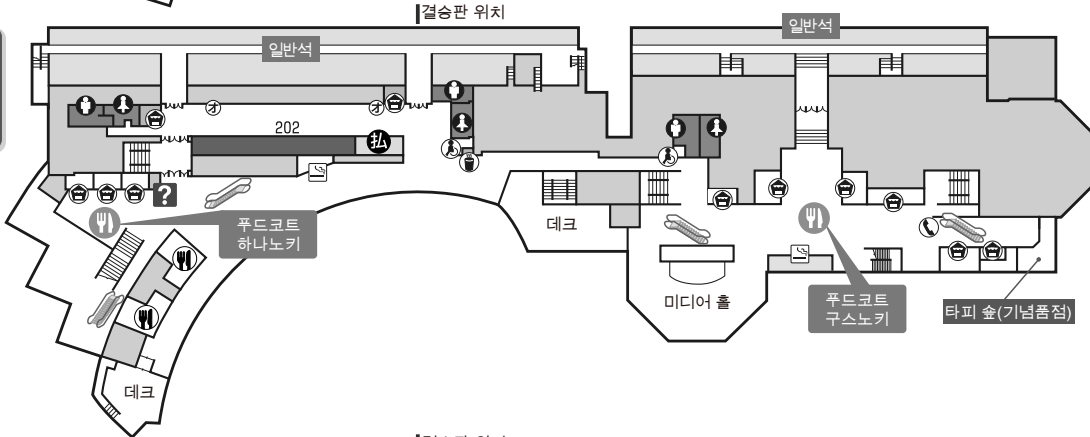 결승판 위치
일반석
일반석
202
払
?
푸드코트
하나노키
데크
미디어 홀
푸드코트
구스노키
타피 숲(기념품점)
데크